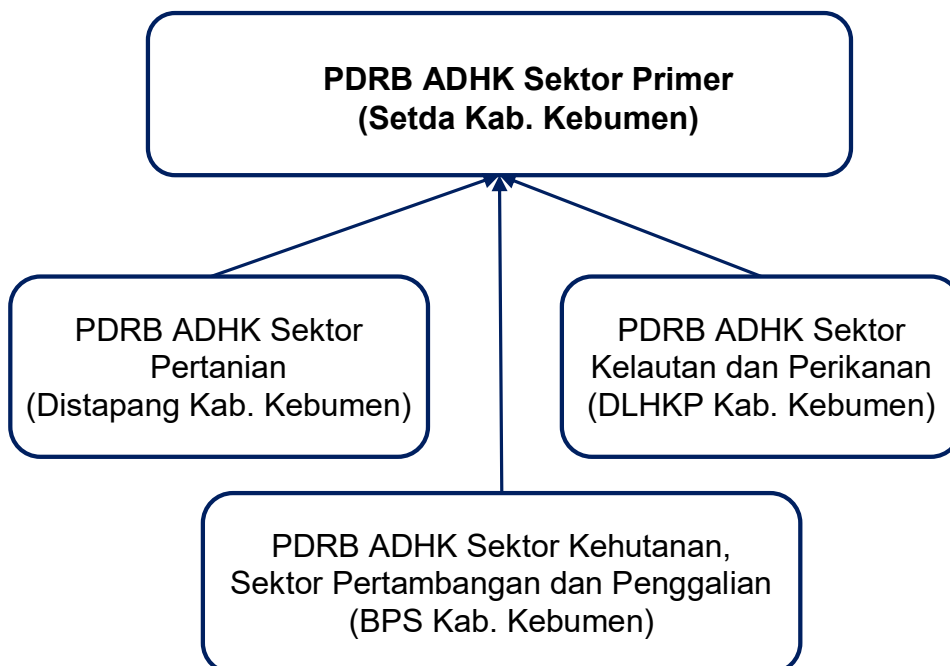 PDRB ADHK Sektor Primer
(Setda Kab. Kebumen)
PDRB ADHK Sektor
Pertanian
(Distapang Kab. Kebumen)
PDRB ADHK Sektor
Kelautan dan Perikanan
(DLHKP Kab. Kebumen)
PDRB ADHK Sektor Kehutanan,
Sektor Pertambangan dan Penggalian
(BPS Kab. Kebumen)